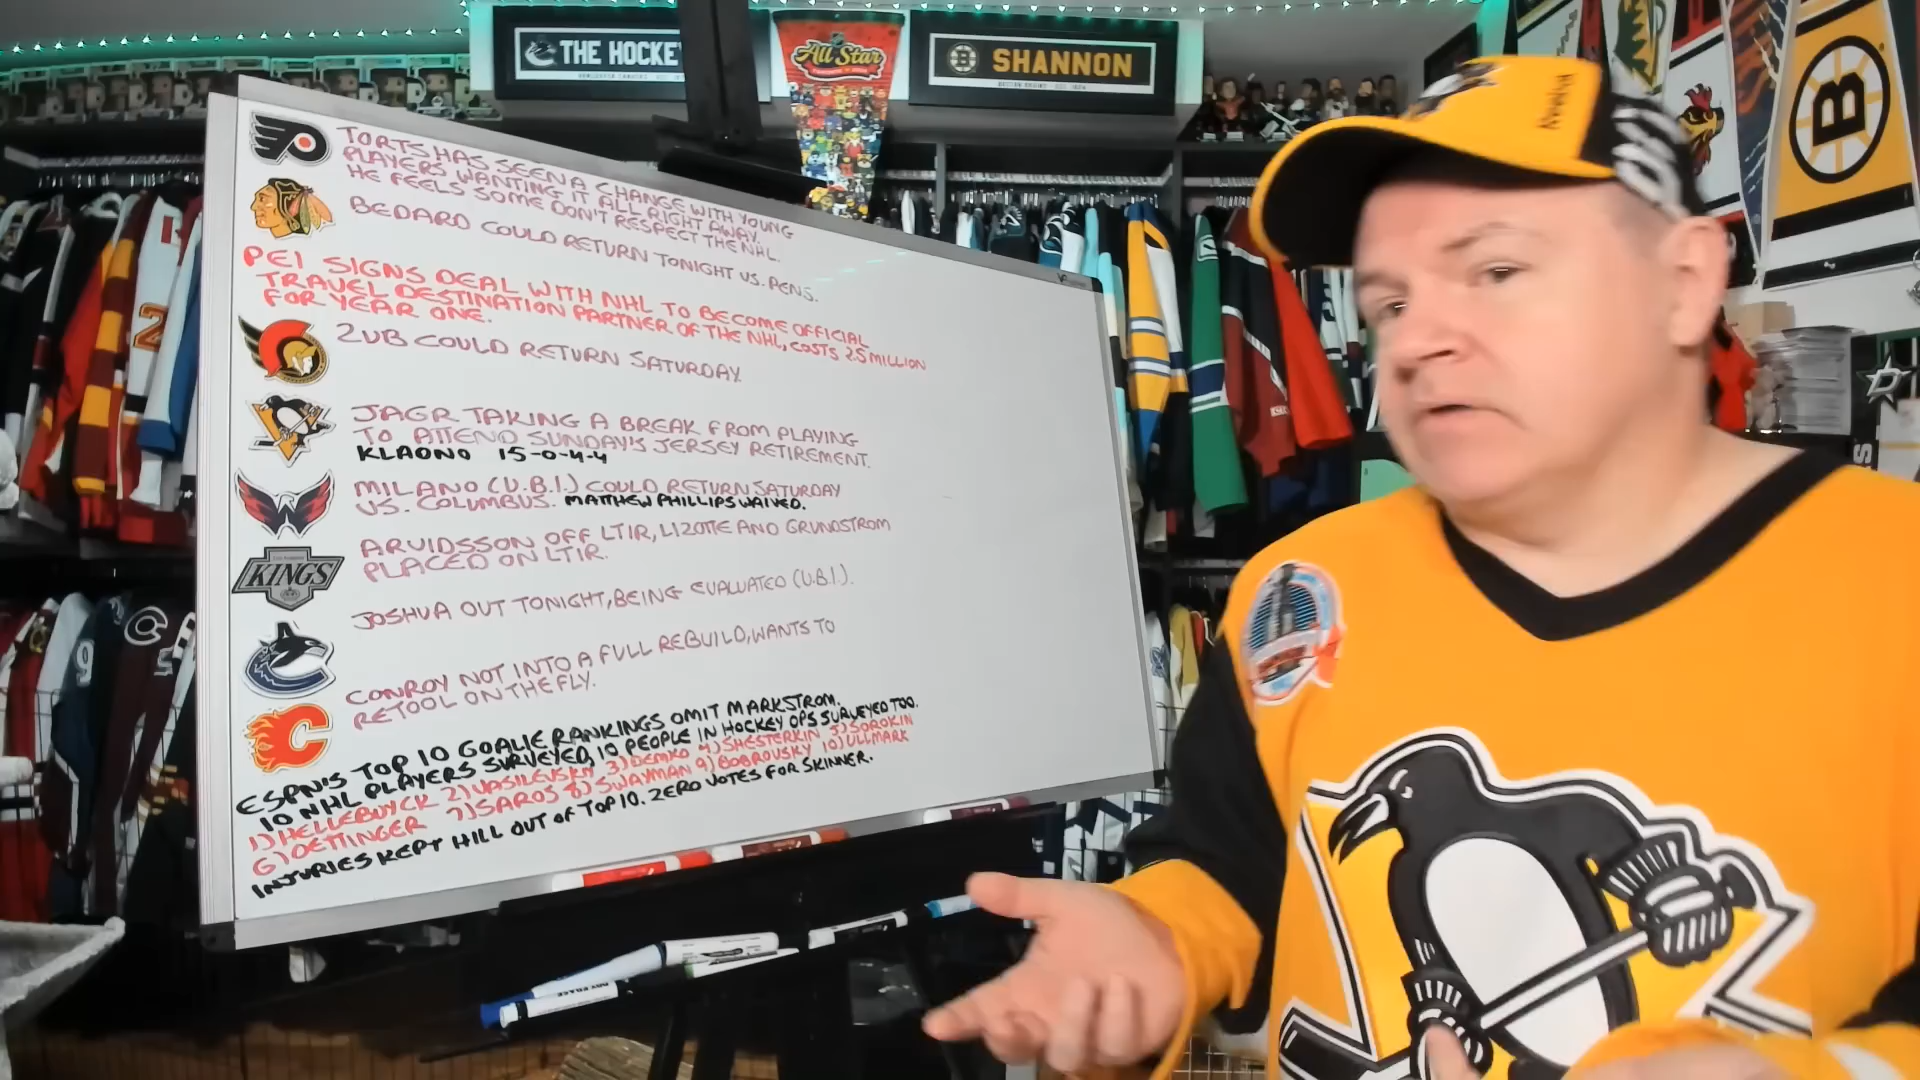 THE HOCKE
SHANNON
All Star
TORTS HAS SEEN A CHANGE WITH YOUNG
PLAYERS WANTING IT ALL RIGHT AWAY.
HE FEELS SOME DON'T RESPECT THE NHL.
BEDARD COULD RETURN TONIGHT VS. PENS.
PEI SIGNS DEAL WITH NHL TO BECOME OFFICIAL
TRAVEL DESTINATION PARTNER OF THE NHL, COSTS 2.5 MILLION
FOR YEAR ONE.
ZUB COULD RETURN SATURDAY.
JAGR TAKING A BREAK FROM PLAYING
TO ATTEND SUNDAY'S JERSEY RETIREMENT.
KLADNO 15-0-4-4
MILANO (U.B.I.) COULD RETURN SATURDAY
VS. COLUMBUS. MATTHEW PHILLIPS WAIVED.
KINGS
ARVIDSSON OFF LTIR, LIZOTTE AND GRUNDSTROM
PLACED ON LTIR.
JOSHUA OUT TONIGHT, BEING EVALUATED (U.B.I.).
CONROY NOT INTO A FULL REBUILD, WANTS TO
RETOOL ON THE FLY.
ESPN'S TOP 10 GOALIE RANKINGS OMIT MARKSTROM.
10 NHL PLAYERS SURVEYED, 10 PEOPLE IN HOCKEY OPS SURVEYED TOO.
1) HELLEBUYCK 2) VASILEVSKIY 3) DEMKO 4) SHESTERKIN 5) SOROKIN
6) OETTINGER 7) SAROS 8) SWAYMAN 9) BOBROVSKY 10) ULLMARK
INJURIES KEPT HILL OUT OF TOP 10. ZERO VOTES FOR SKINNER.